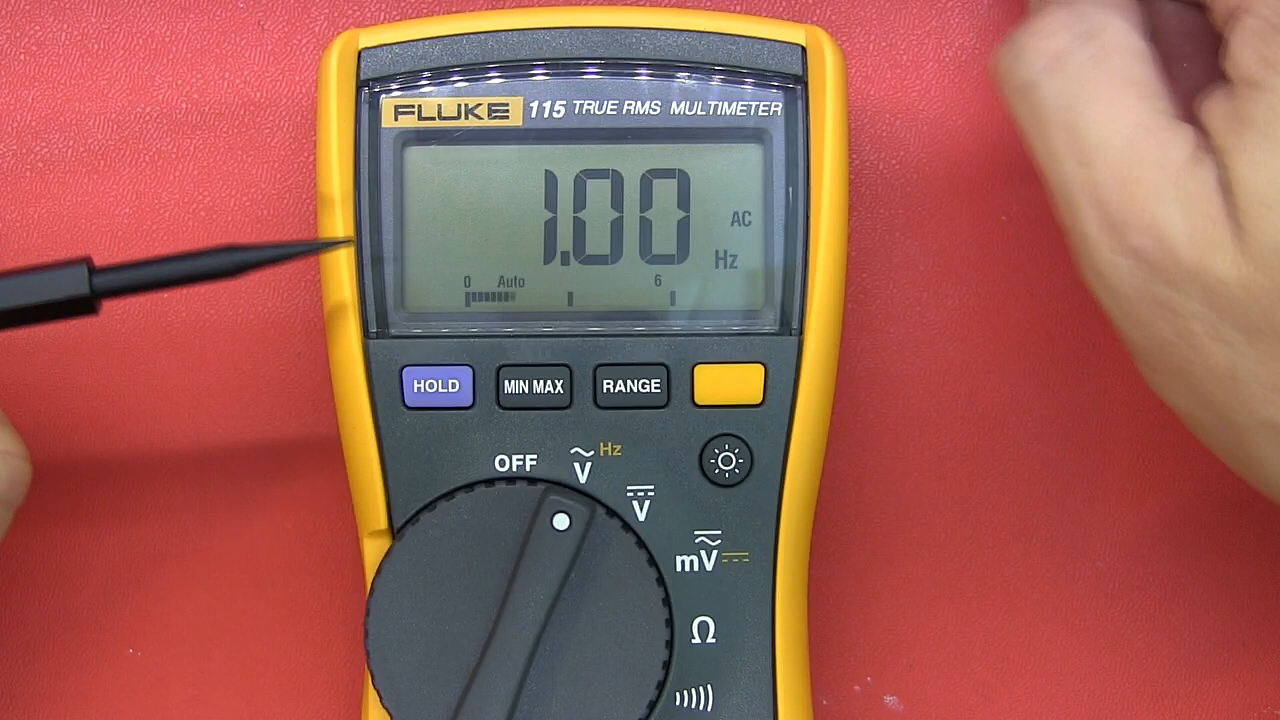 FLUKE 115 TRUE RMS MULTIMETER
1.00 AC
Hz
0 Auto 6
HOLD MIN MAX RANGE
OFF V Hz
V
mV
Ω